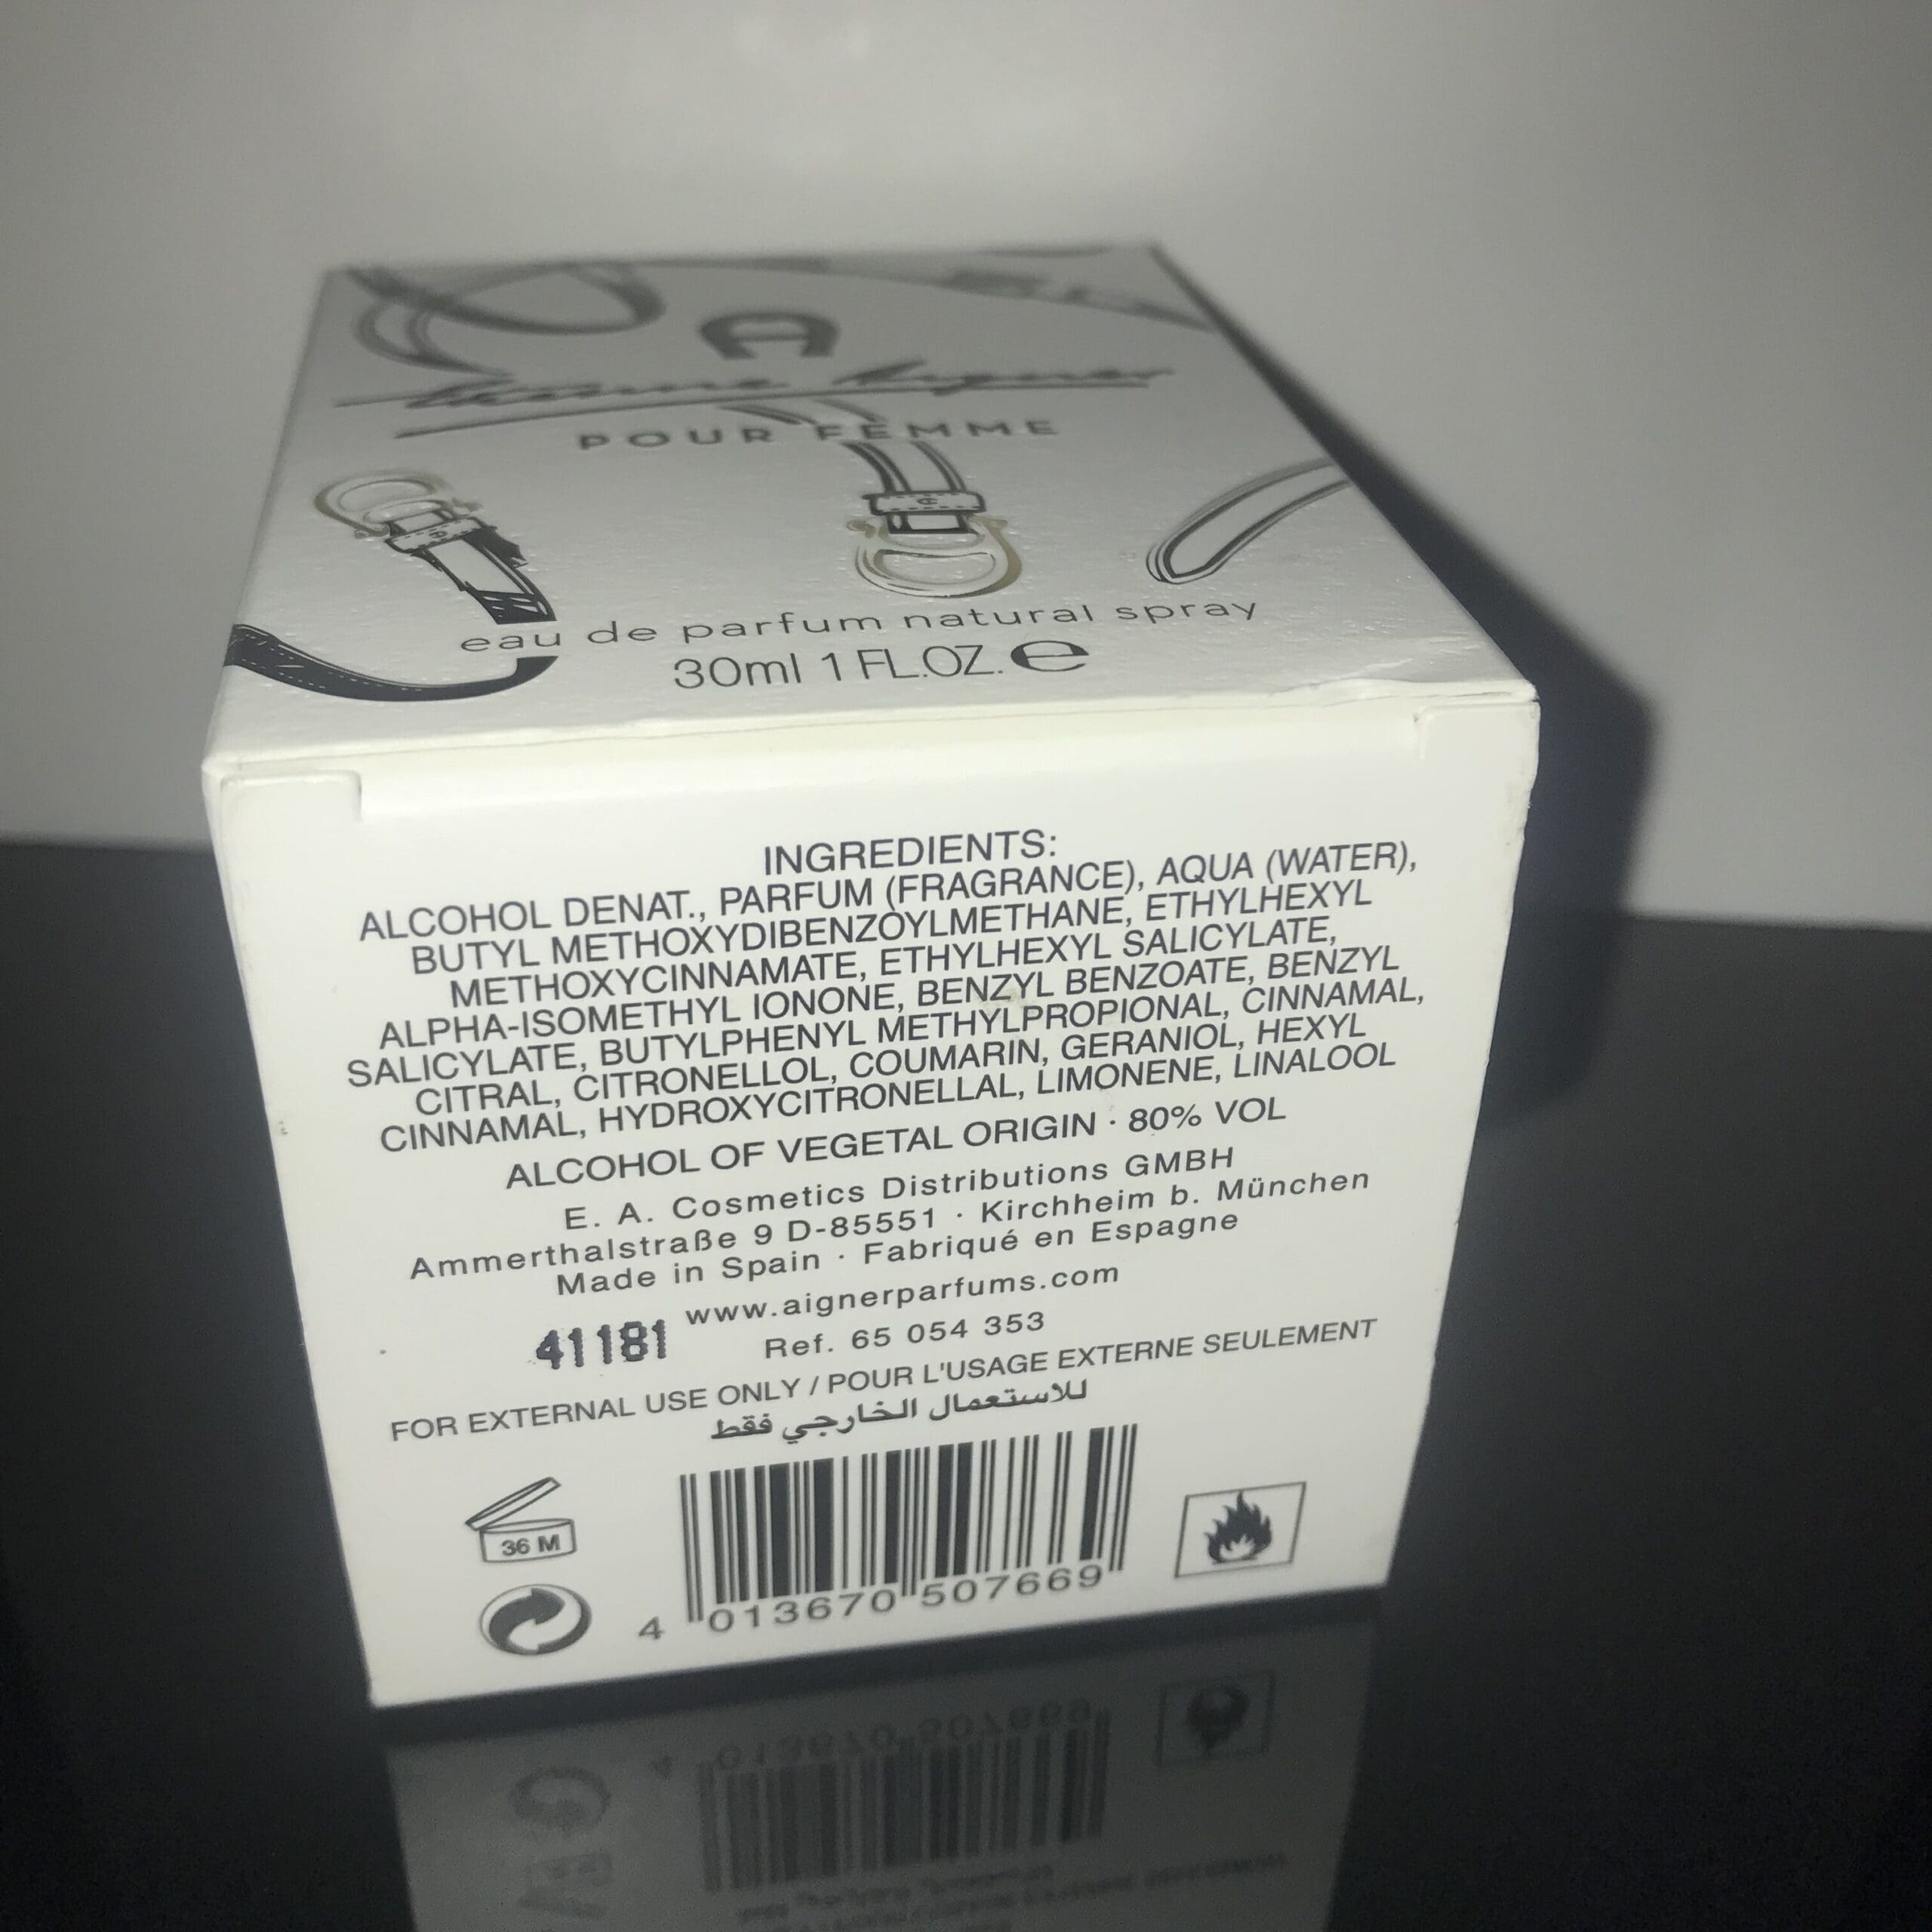 POUR FEMME
eau de parfum natural spray
30ml 1 FL.OZ. ℮
INGREDIENTS:
ALCOHOL DENAT., PARFUM (FRAGRANCE), AQUA (WATER),
BUTYL METHOXYDIBENZOYLMETHANE, ETHYLHEXYL
METHOXYCINNAMATE, ETHYLHEXYL SALICYLATE,
ALPHA-ISOMETHYL IONONE, BENZYL BENZOATE, BENZYL
SALICYLATE, BUTYLPHENYL METHYLPROPIONAL, CINNAMAL,
CITRAL, CITRONELLOL, COUMARIN, GERANIOL, HEXYL
CINNAMAL, HYDROXYCITRONELLAL, LIMONENE, LINALOOL
ALCOHOL OF VEGETAL ORIGIN · 80% VOL
E. A. Cosmetics Distributions GMBH
Ammerthalstraße 9 D-85551 · Kirchheim b. München
Made in Spain · Fabriqué en Espagne
www.aignerparfums.com
41181
Ref. 65 054 353
FOR EXTERNAL USE ONLY / POUR L'USAGE EXTERNE SEULEMENT
للاستعمال الخارجي فقط
36 M
4 013670 507669